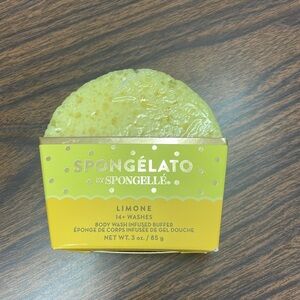 SPONGÉLATO
BY SPONGELLÉ®
LIMONE
14+ WASHES
BODY WASH INFUSED BUFFER
ÉPONGE DE CORPS INFUSÉE DE GEL DOUCHE
NET WT. 3 oz. / 85 g